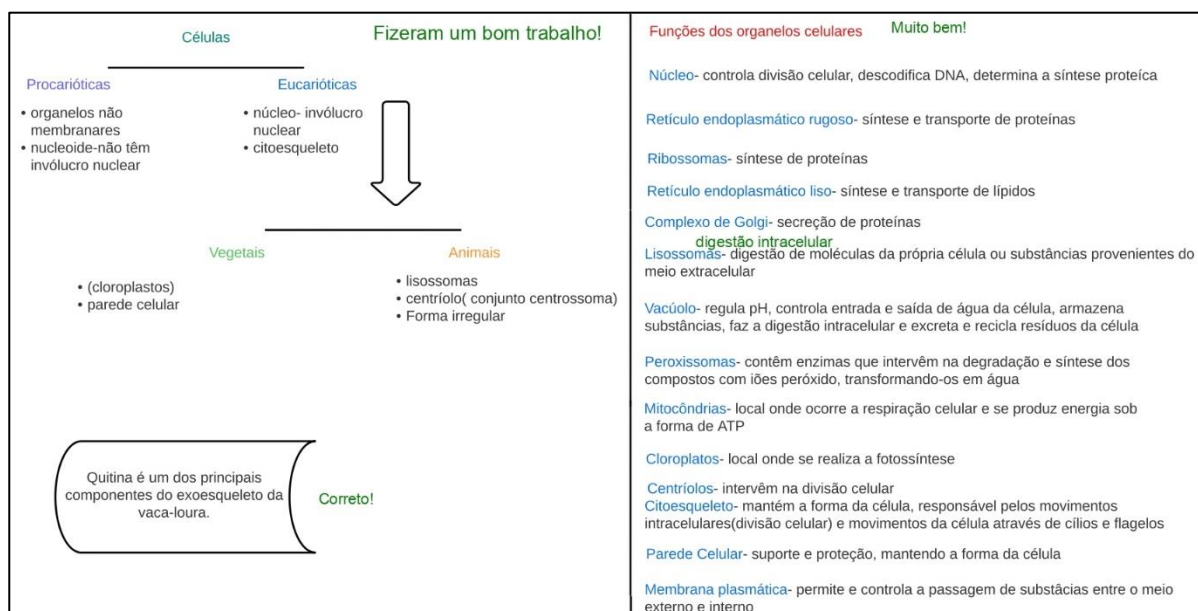 Células
Fizeram um bom trabalho!
Procarióticas
• organelos não
membranares
• nucleoide-não têm
invólucro nuclear
Eucarióticas
• núcleo- invólucro
nuclear
• citoesqueleto
Vegetais
• (cloroplastos)
• parede celular
Animais
• lisossomas
• centríolo( conjunto centrossoma)
• Forma irregular
Quitina é um dos principais
componentes do exoesqueleto da
vaca-loura.
Correto!
Funções dos organelos celulares
Muito bem!
Núcleo- controla divisão celular, descodifica DNA, determina a síntese proteíca
Retículo endoplasmático rugoso- síntese e transporte de proteínas
Ribossomas- síntese de proteínas
Retículo endoplasmático liso- síntese e transporte de lípidos
Complexo de Golgi- secreção de proteínas
digestão intracelular
Lisossomas- digestão de moléculas da própria célula ou substâncias provenientes do
meio extracelular
Vacúolo- regula pH, controla entrada e saída de água da célula, armazena
substâncias, faz a digestão intracelular e excreta e recicla resíduos da célula
Peroxissomas- contêm enzimas que intervêm na degradação e síntese dos
compostos com iões peróxido, transformando-os em água
Mitocôndrias- local onde ocorre a respiração celular e se produz energia sob
a forma de ATP
Cloroplatos- local onde se realiza a fotossíntese
Centríolos- intervêm na divisão celular
Citoesqueleto- mantém a forma da célula, responsável pelos movimentos
intracelulares(divisão celular) e movimentos da célula através de cílios e flagelos
Parede Celular- suporte e proteção, mantendo a forma da célula
Membrana plasmática- permite e controla a passagem de substâcias entre o meio
externo e interno